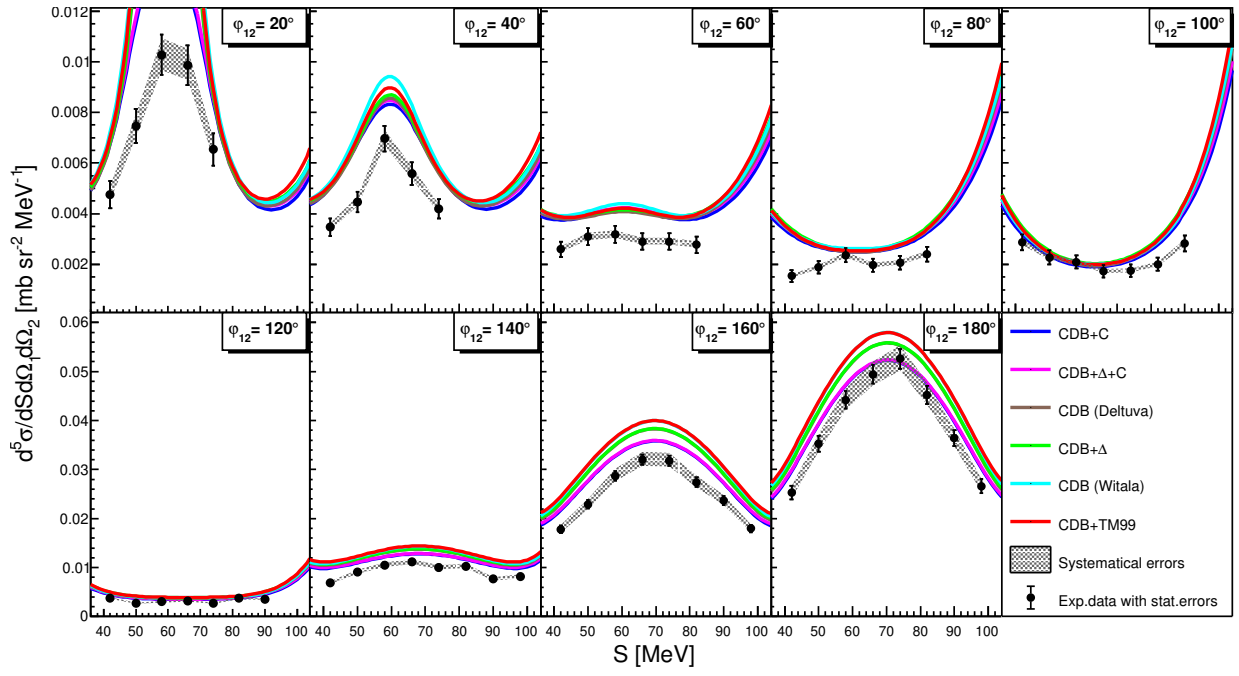 d⁵σ/dSdΩ₁dΩ₂ [mb sr⁻² MeV⁻¹]
0.012
0.01
0.008
0.006
0.004
0.002
φ₁₂= 20°
φ₁₂= 40°
φ₁₂= 60°
φ₁₂= 80°
φ₁₂= 100°
0.06
0.05
0.04
0.03
0.02
0.01
0
φ₁₂= 120°
φ₁₂= 140°
φ₁₂= 160°
φ₁₂= 180°
CDB+C
CDB+Δ+C
CDB (Deltuva)
CDB+Δ
CDB (Witala)
CDB+TM99
Systematical errors
Exp.data with stat.errors
40 50 60 70 80 90 100
40 50 60 70 80 90 100
40 50 60 70 80 90 100
40 50 60 70 80 90 100
S [MeV]